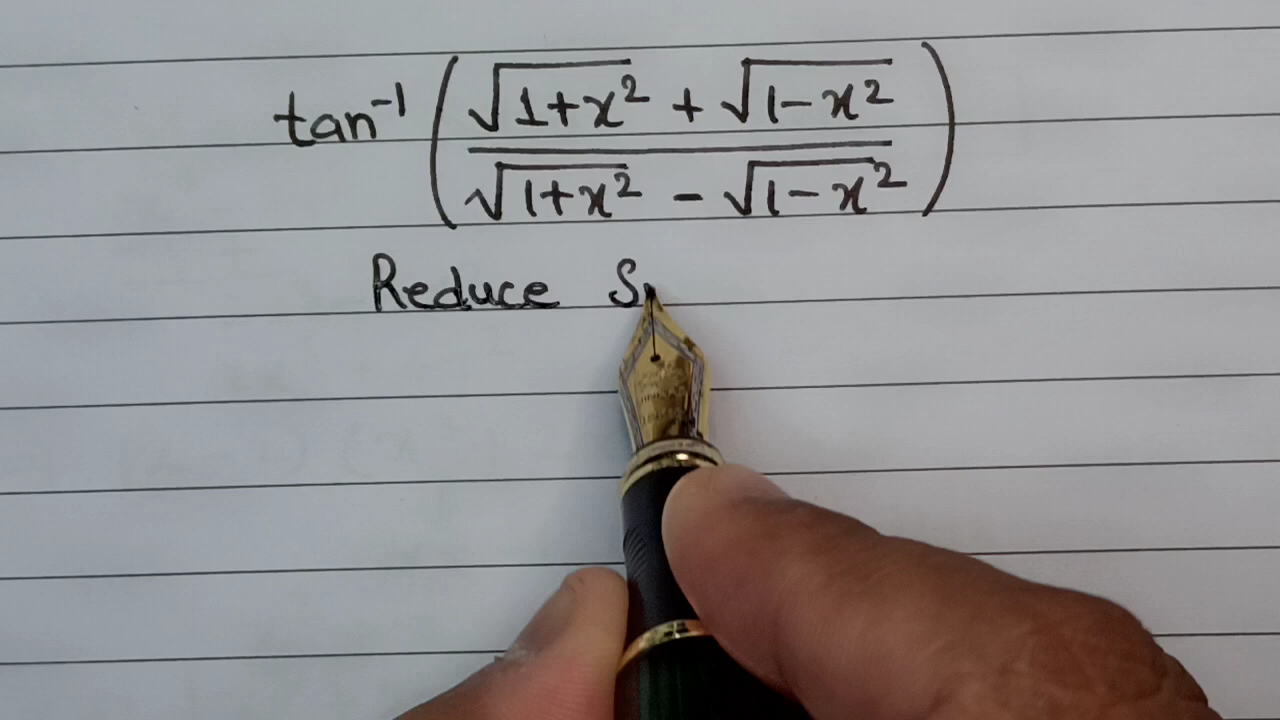 tan⁻¹ ( (√(1+x²) + √(1-x²)) / (√(1+x²) - √(1-x²)) )
Reduce S